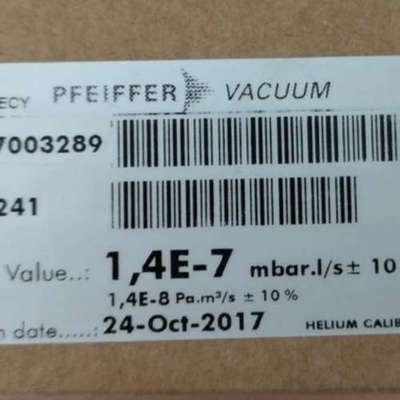 ECY PFEIFFER VACUUM
7003289
241
Value..: 1,4E-7 mbar.l/s ± 10
1,4E-8 Pa.m³/s ± 10 %
n date.....: 24-Oct-2017 HELIUM CALIB